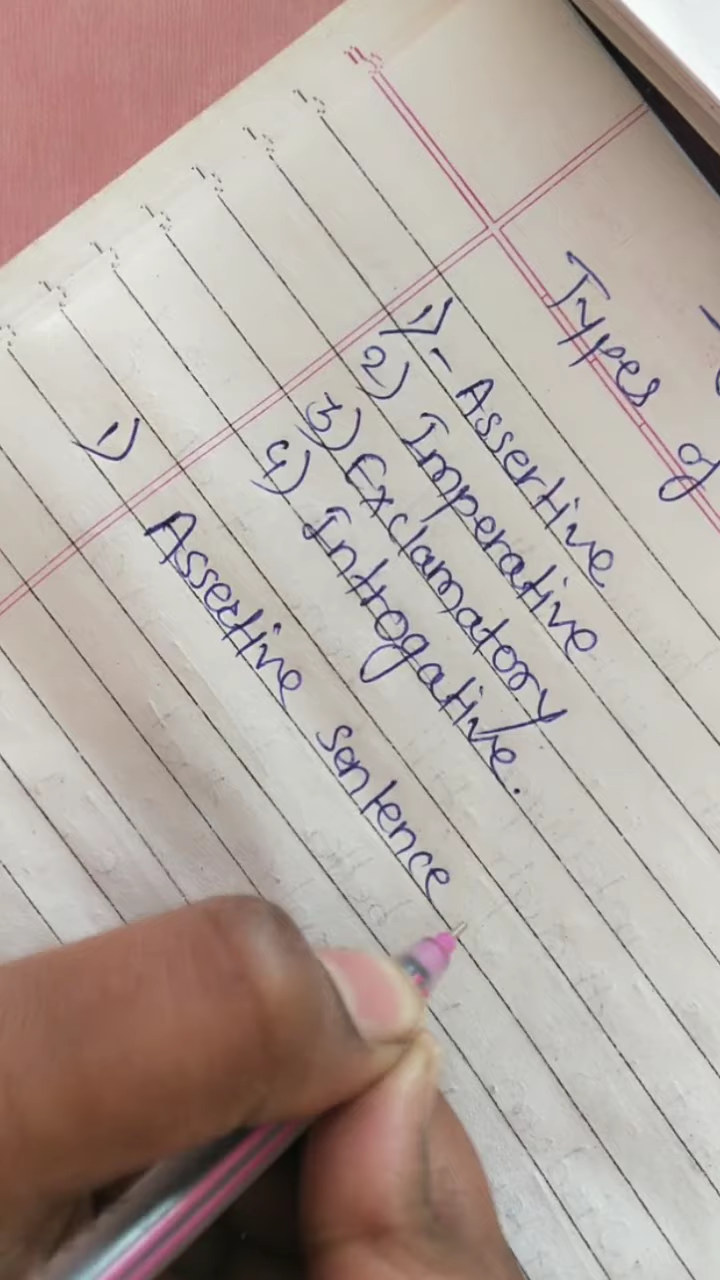 Types of
1) - Assertive
2) Imperative
3) Exclamatory
4) Introgative.
1) Assertive sentence